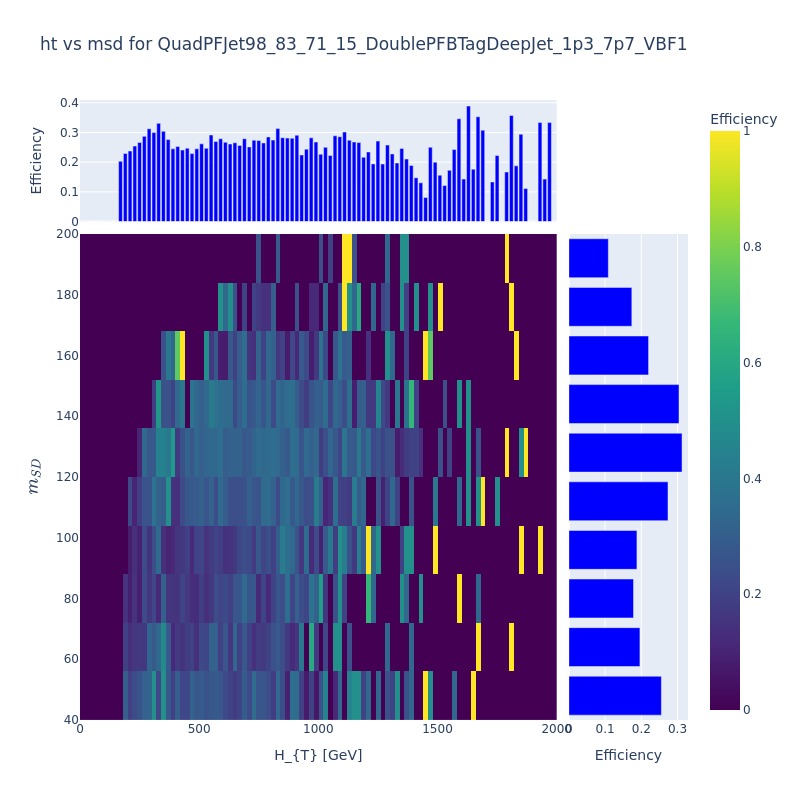 ht vs msd for QuadPFJet98_83_71_15_DoublePFBTagDeepJet_1p3_7p7_VBF1
Efficiency
0.4
0.3
0.2
0.1
0
Efficiency
1
0.8
0.6
0.4
0.2
0
m_{SD}
200
180
160
140
120
100
80
60
40
0 500 1000 1500 2000
H_{T} [GeV]
0 0.1 0.2 0.3
Efficiency